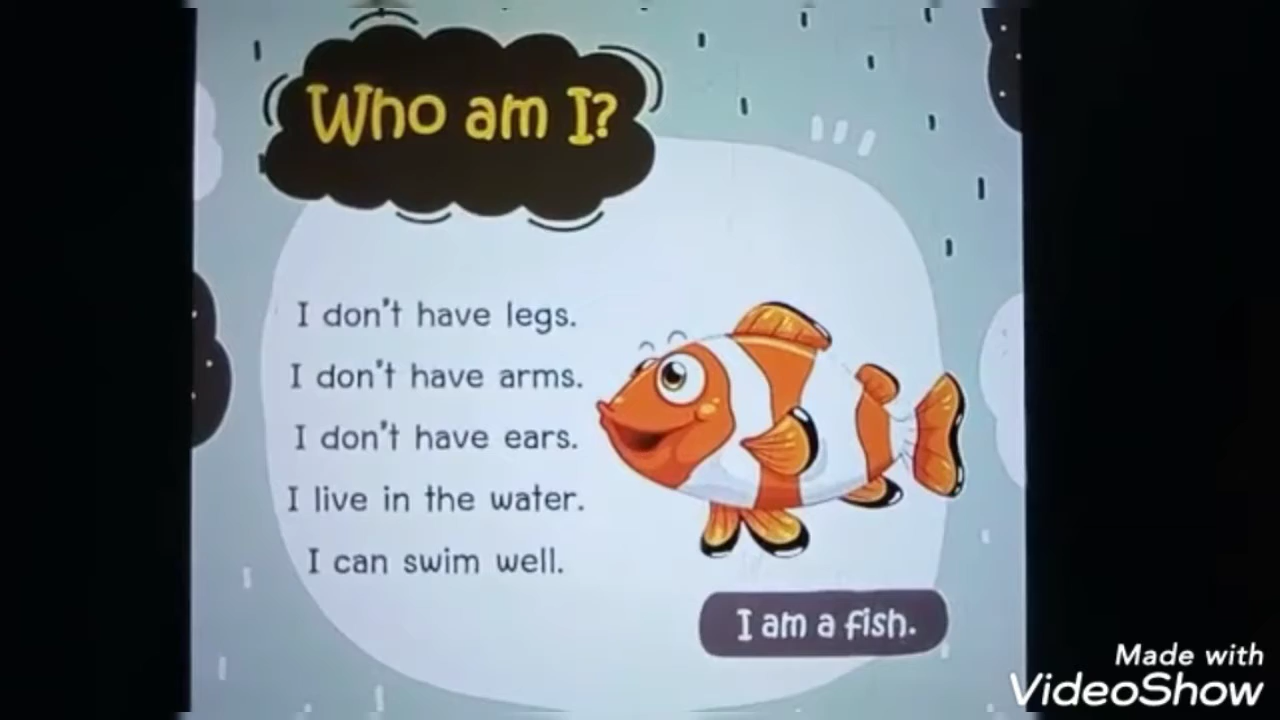 Who am I?
I don't have legs.
I don't have arms.
I don't have ears.
I live in the water.
I can swim well.
I am a fish.
Made with
VideoShow